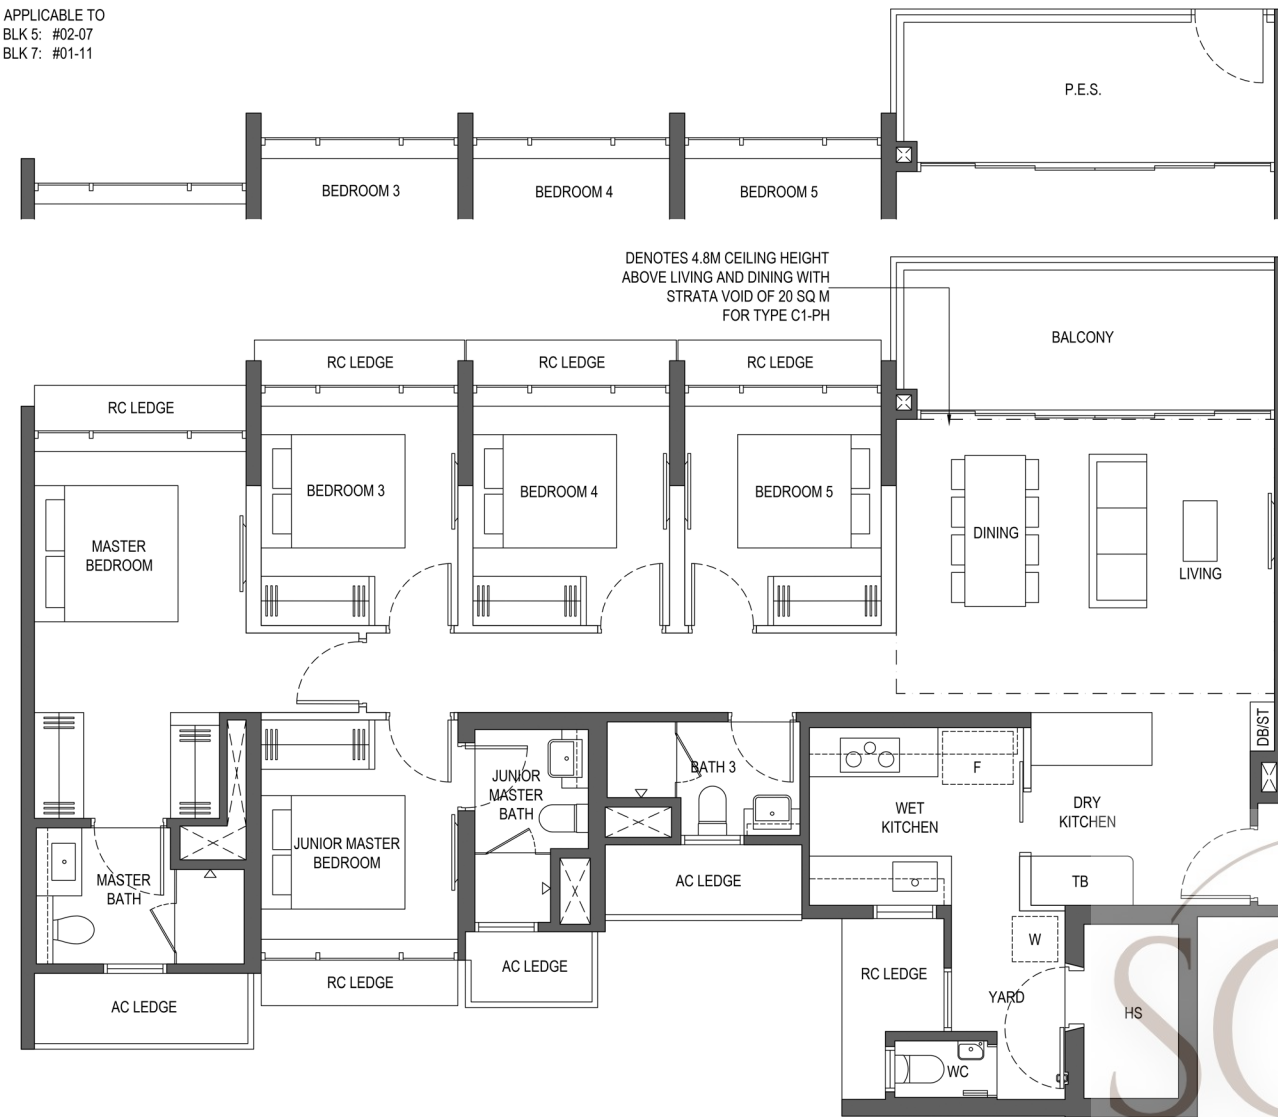 APPLICABLE TO
BLK 5: #02-07
BLK 7: #01-11
P.E.S.
BEDROOM 3
BEDROOM 4
BEDROOM 5
DENOTES 4.8M CEILING HEIGHT
ABOVE LIVING AND DINING WITH
STRATA VOID OF 20 SQ M
FOR TYPE C1-PH
BALCONY
RC LEDGE
RC LEDGE
RC LEDGE
RC LEDGE
BEDROOM 3
BEDROOM 4
BEDROOM 5
MASTER
BEDROOM
DINING
LIVING
DB/ST
JUNIOR
MASTER
BATH
BATH 3
F
WET
KITCHEN
DRY
KITCHEN
JUNIOR MASTER
BEDROOM
MASTER
BATH
AC LEDGE
TB
W
AC LEDGE
RC LEDGE
RC LEDGE
AC LEDGE
YARD
HS
WC
SO